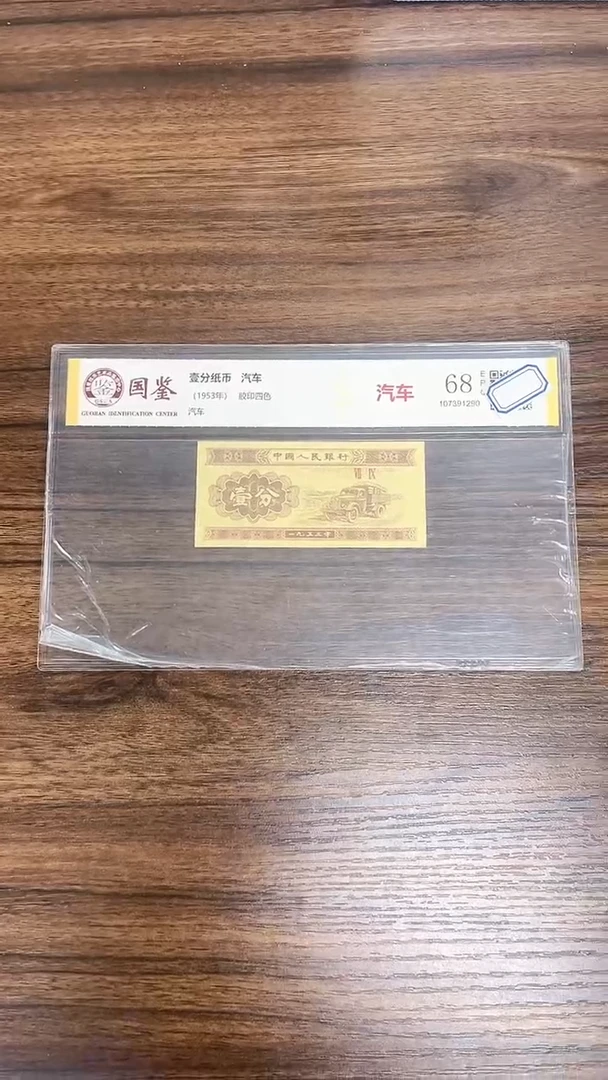 国鉴
GUOJIAN IDENTIFICATION CENTER
壹分纸币 汽车
(1953年) 胶印四色
汽车
汽车
68
E
P
107391290
中國人民銀行
壹分
一九五三年